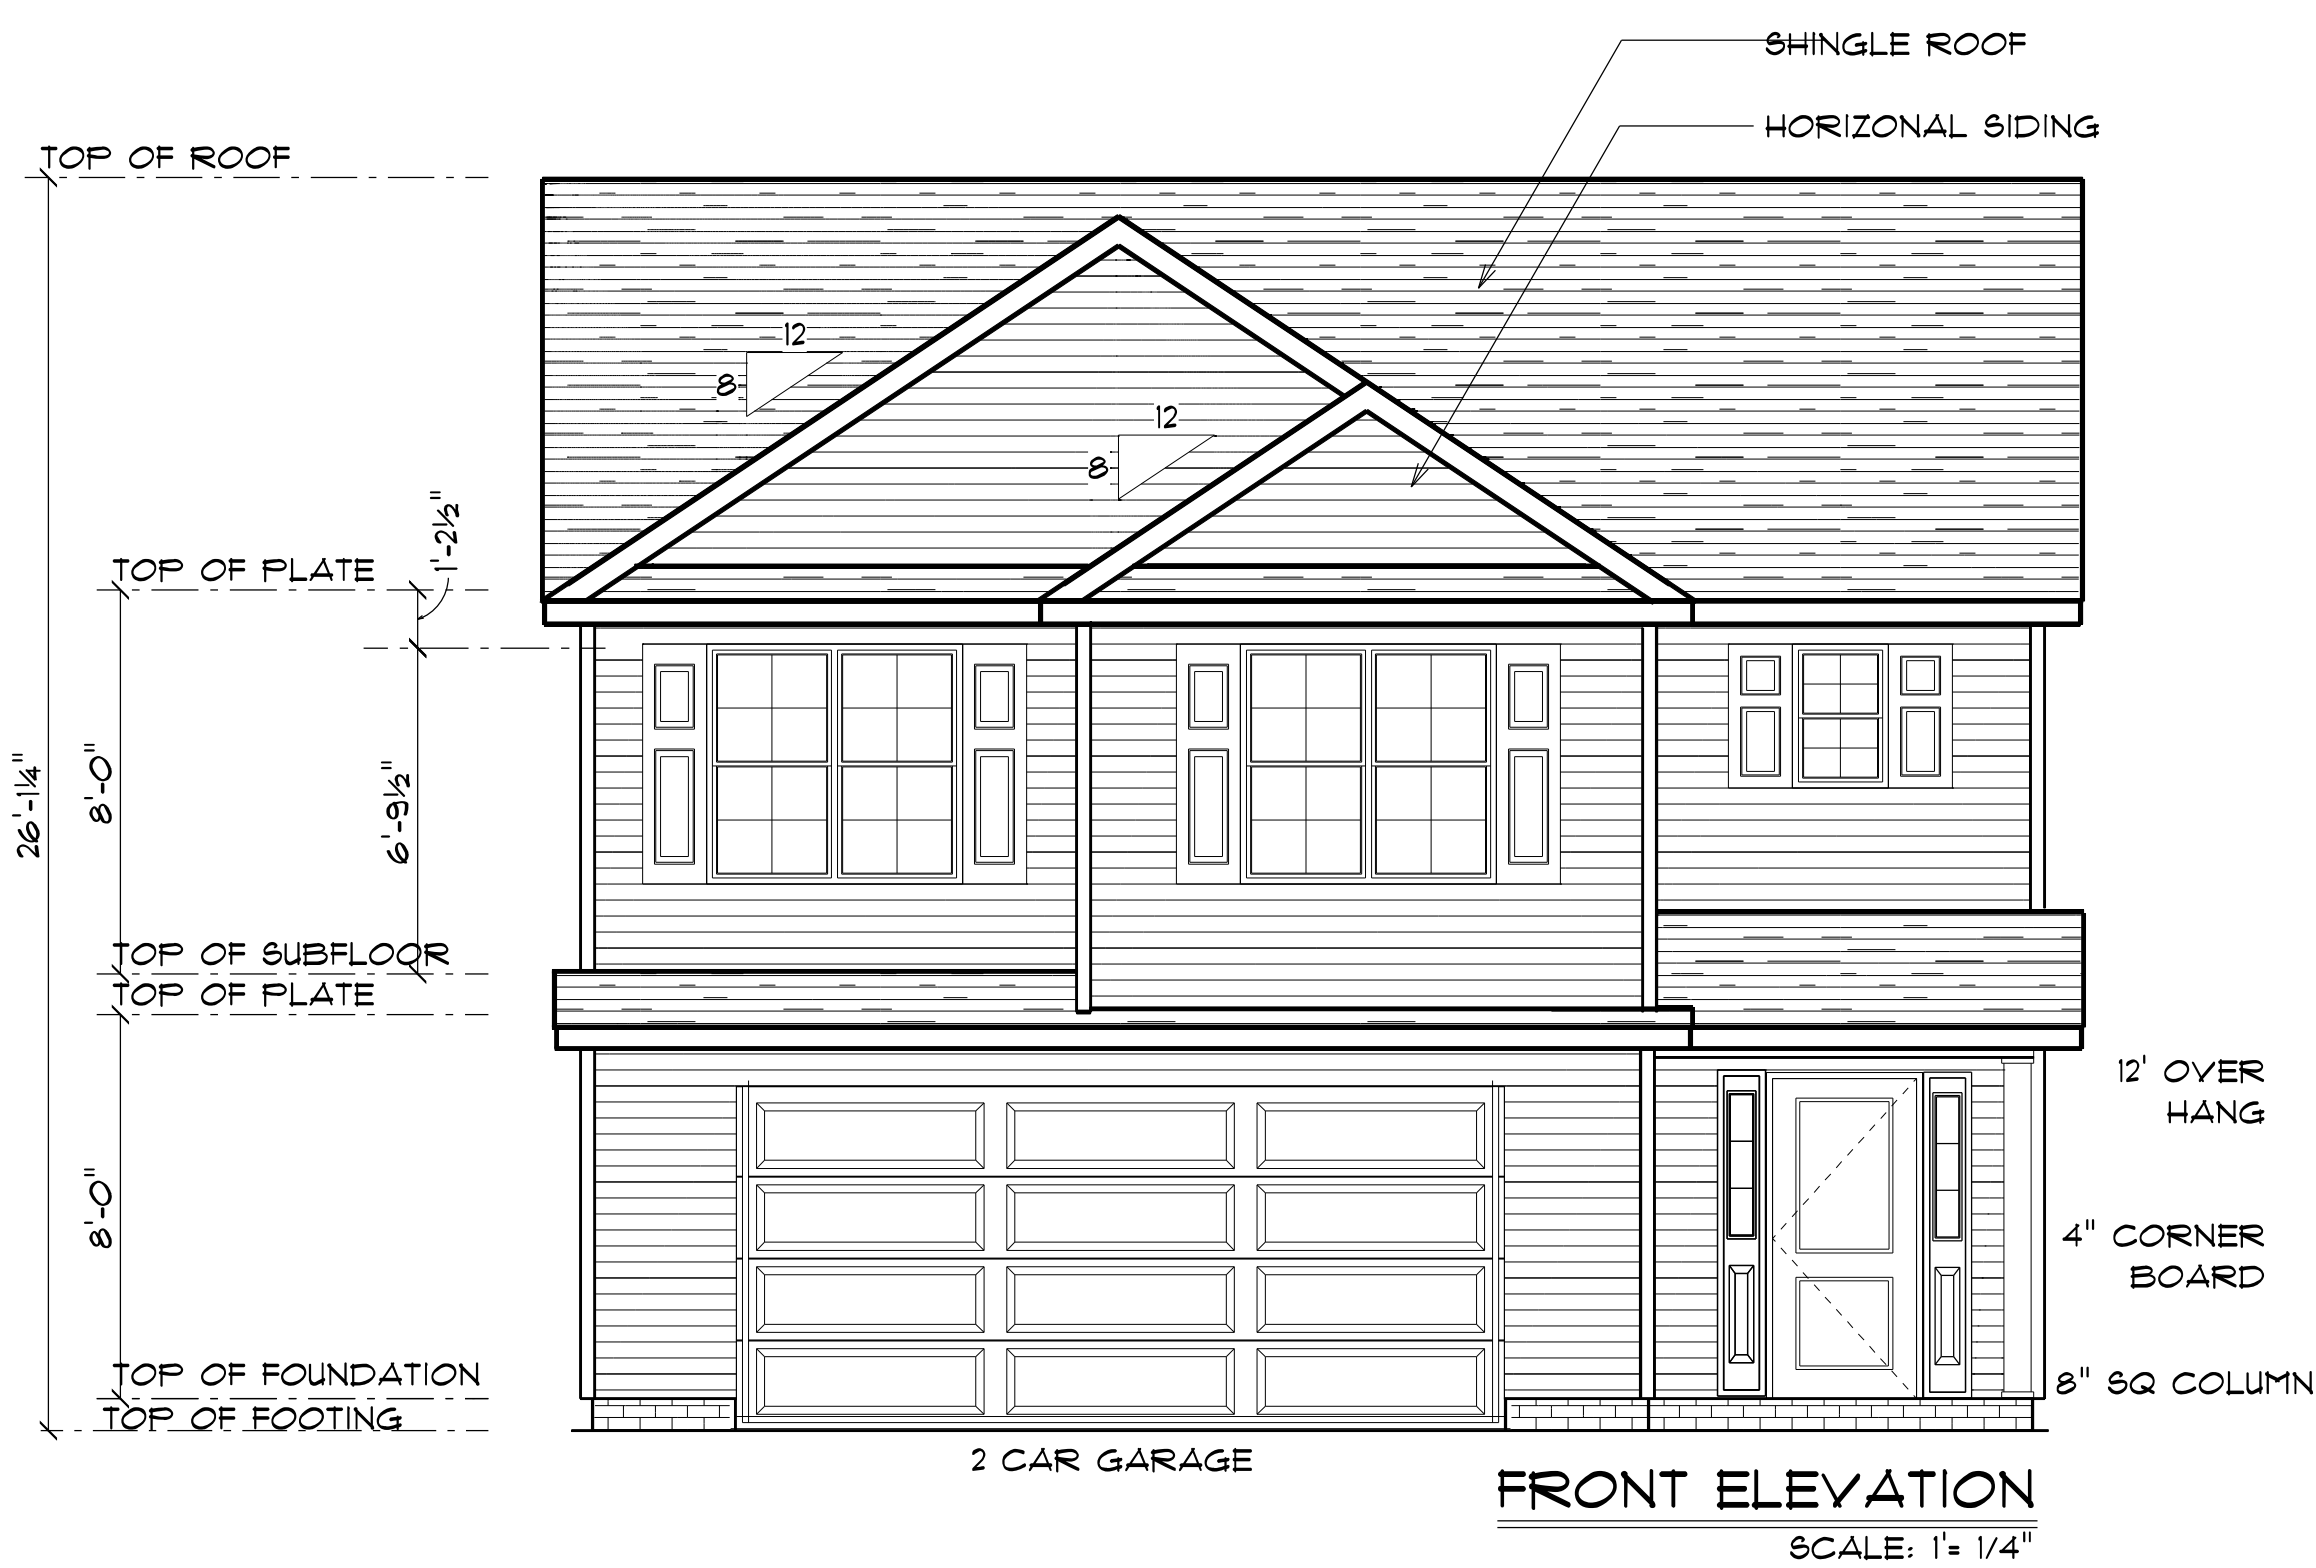 SHINGLE ROOF
HORIZONAL SIDING
TOP OF ROOF
12
8
12
8
1'-2½"
TOP OF PLATE
26'-1¼"
8'-0"
6'-9½"
TOP OF SUBFLOOR
TOP OF PLATE
12' OVER
HANG
8'-0"
4" CORNER
BOARD
TOP OF FOUNDATION
8" SQ COLUMN
TOP OF FOOTING
2 CAR GARAGE
FRONT ELEVATION
SCALE: 1'= 1/4"